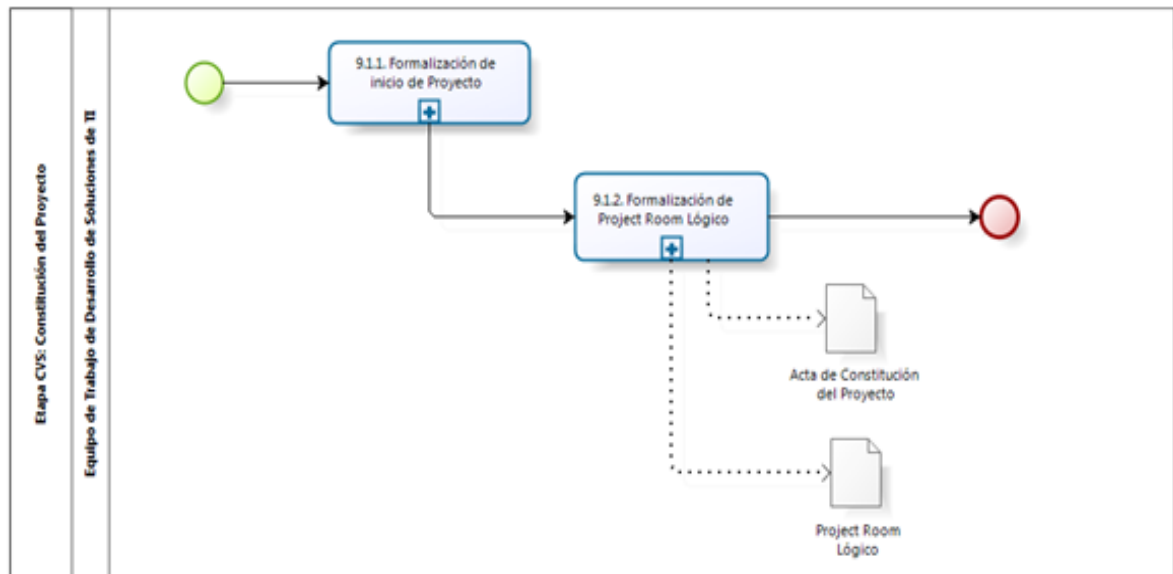 Etapa CVS: Constitución del Proyecto
Equipo de Trabajo de Desarrollo de Soluciones de TI
9.1.1. Formalización de
inicio de Proyecto
9.1.2. Formalización de
Project Room Lógico
Acta de Constitución
del Proyecto
Project Room
Lógico